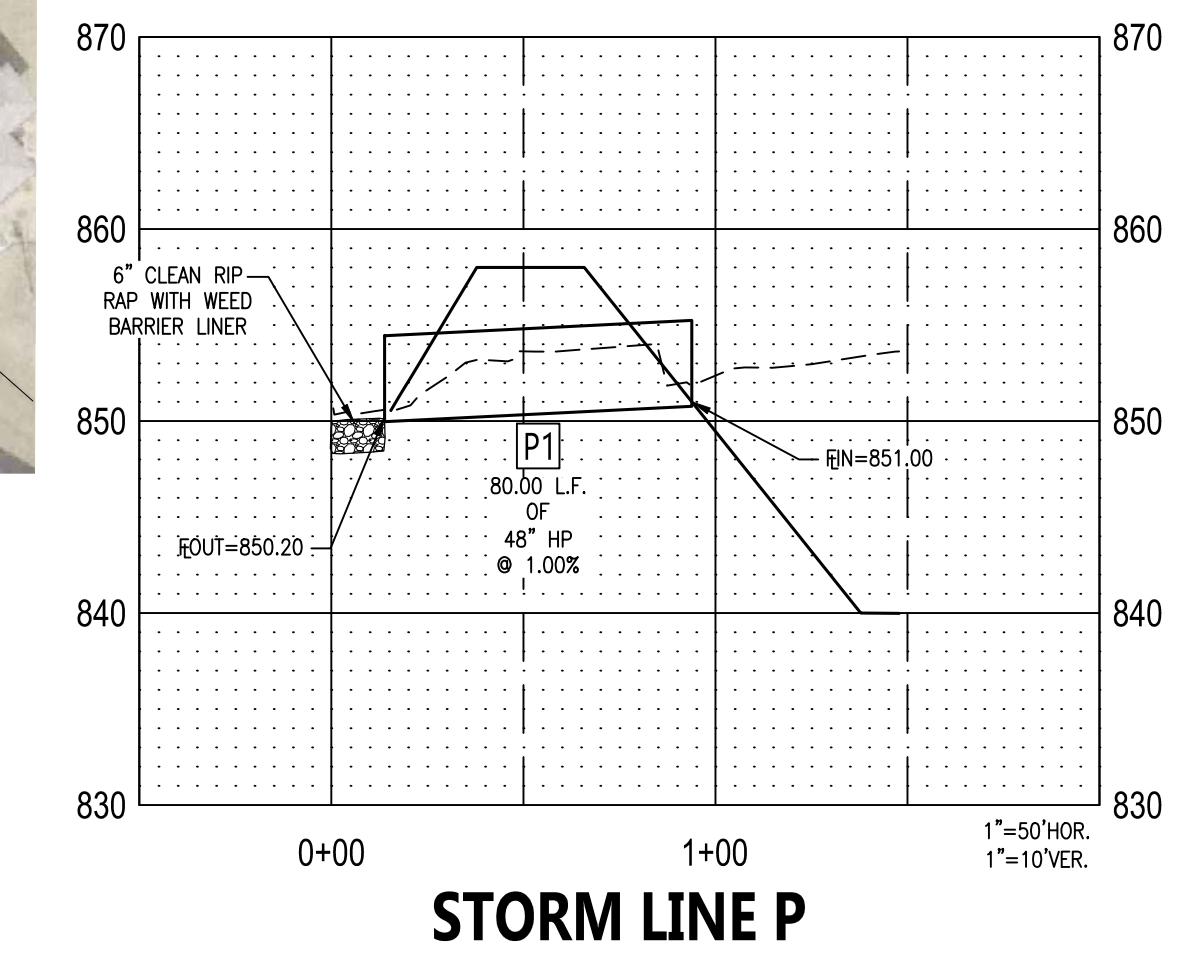 870
870
860
860
6" CLEAN RIP
RAP WITH WEED
BARRIER LINER
850
850
P1
FLIN=851.00
80.00 L.F.
OF
48" HP
@ 1.00%
FLOUT=850.20
840
840
830
830
1"=50'HOR.
1"=10'VER.
0+00
1+00
STORM LINE P